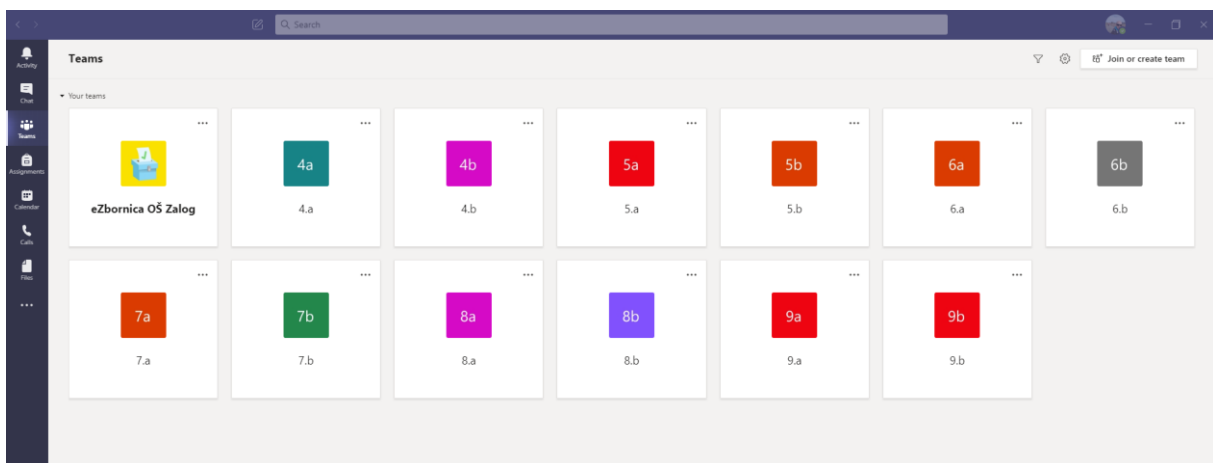 Search
Activity
Chat
Teams
Assignments
Calendar
Calls
Files
Teams
Join or create team
Your teams
eZbornica OŠ Zalog
4a
4.a
4b
4.b
5a
5.a
5b
5.b
6a
6.a
6b
6.b
7a
7.a
7b
7.b
8a
8.a
8b
8.b
9a
9.a
9b
9.b